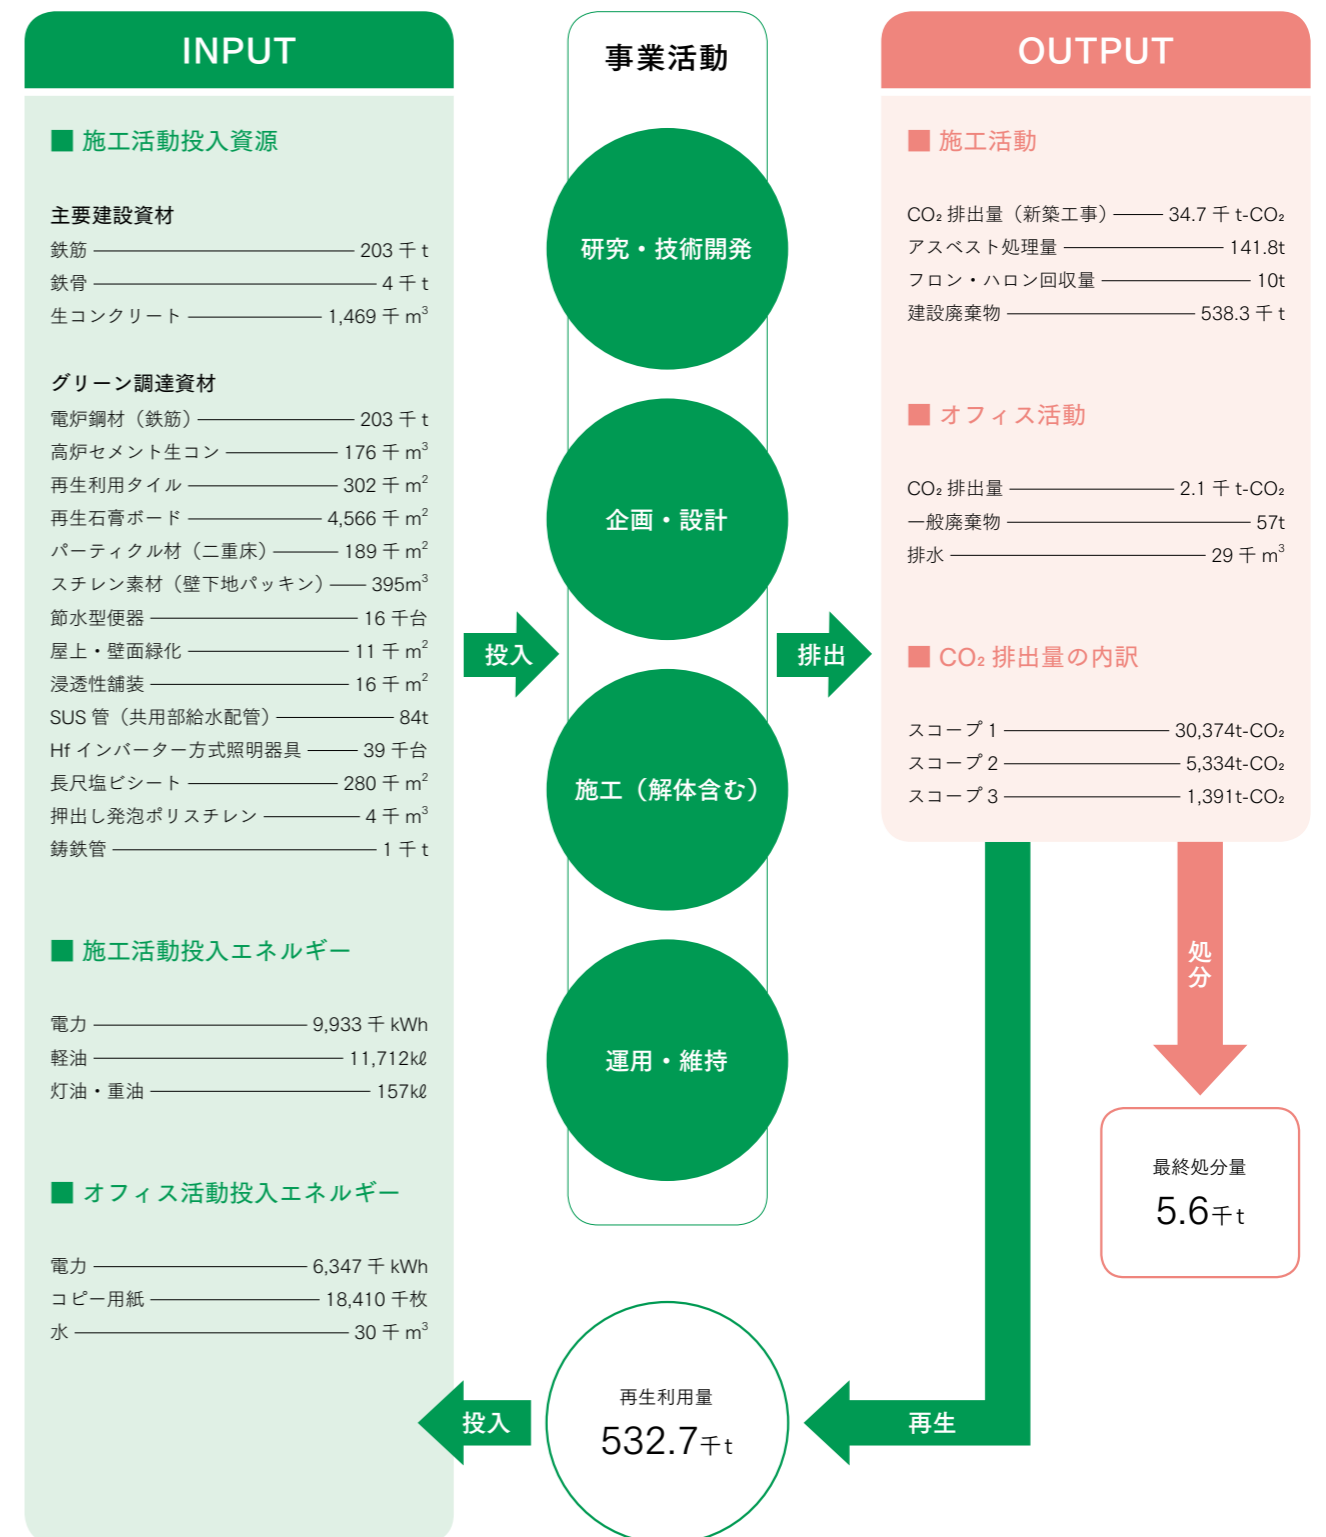 INPUT
■ 施工活動投入資源
主要建設資材
鉄筋 203 千 t
鉄骨 4 千 t
生コンクリート 1,469 千 m³
グリーン調達資材
電炉鋼材（鉄筋） 203 千 t
高炉セメント生コン 176 千 m³
再生利用タイル 302 千 m²
再生石膏ボード 4,566 千 m²
パーティクル材（二重床） 189 千 m²
スチレン素材（壁下地パッキン） 395m³
節水型便器 16 千台
屋上・壁面緑化 11 千 m²
浸透性舗装 16 千 m²
SUS 管（共用部給水配管） 84t
Hf インバーター方式照明器具 39 千台
長尺塩ビシート 280 千 m²
押出し発泡ポリスチレン 4 千 m³
鋳鉄管 1 千 t
■ 施工活動投入エネルギー
電力 9,933 千 kWh
軽油 11,712kℓ
灯油・重油 157kℓ
■ オフィス活動投入エネルギー
電力 6,347 千 kWh
コピー用紙 18,410 千枚
水 30 千 m³
投入
事業活動
研究・技術開発
企画・設計
施工（解体含む）
運用・維持
排出
OUTPUT
■ 施工活動
CO₂ 排出量（新築工事） 34.7 千 t-CO₂
アスベスト処理量 141.8t
フロン・ハロン回収量 10t
建設廃棄物 538.3 千 t
■ オフィス活動
CO₂ 排出量 2.1 千 t-CO₂
一般廃棄物 57t
排水 29 千 m³
■ CO₂ 排出量の内訳
スコープ 1 30,374t-CO₂
スコープ 2 5,334t-CO₂
スコープ 3 1,391t-CO₂
処分
最終処分量
5.6千t
再生
再生利用量
532.7千t
投入